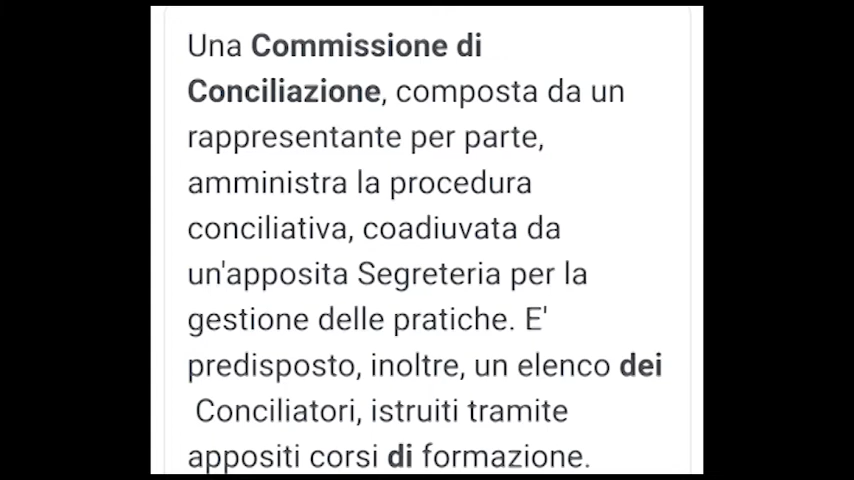 Una Commissione di
Conciliazione, composta da un
rappresentante per parte,
amministra la procedura
conciliativa, coadiuvata da
un'apposita Segreteria per la
gestione delle pratiche. E'
predisposto, inoltre, un elenco dei
Conciliatori, istruiti tramite
appositi corsi di formazione.